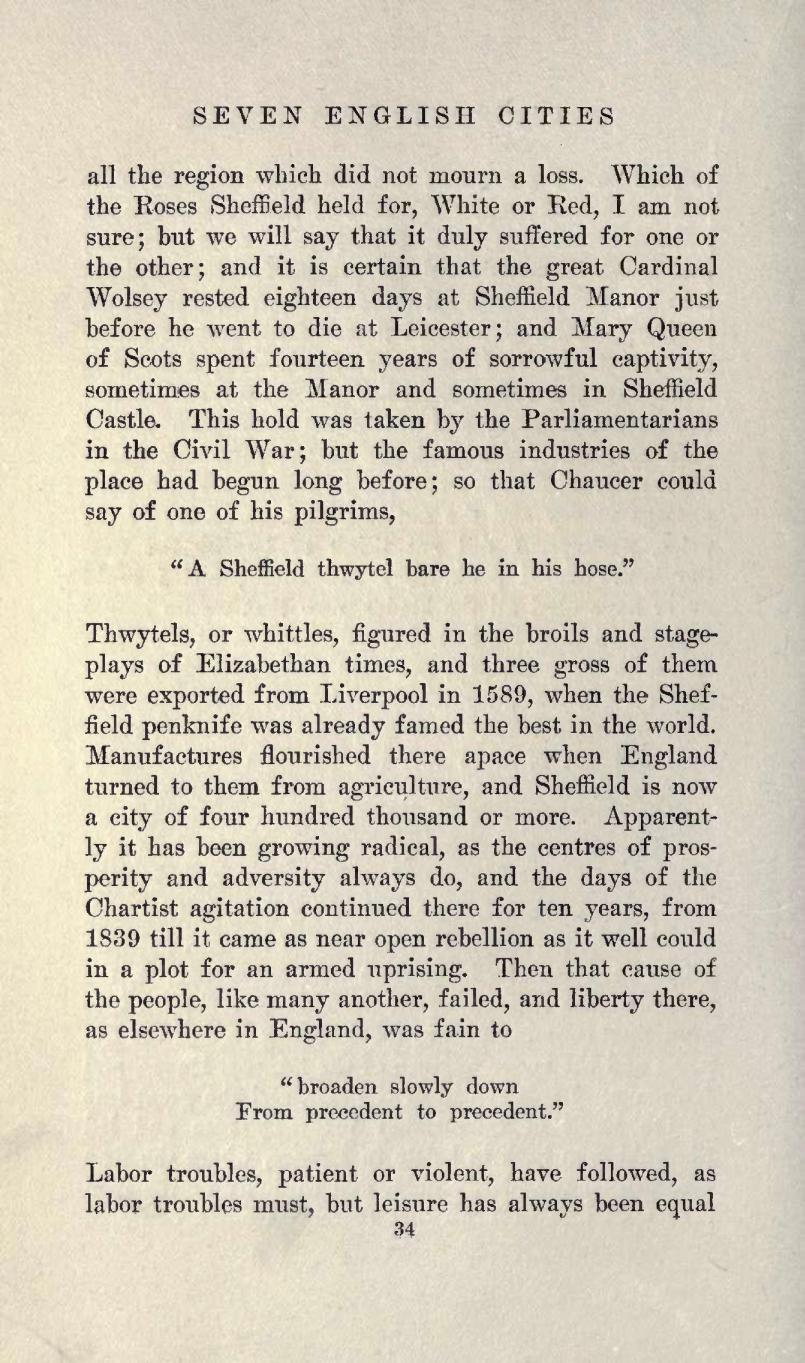 SEVEN ENGLISH CITIES
all the region which did not mourn a loss. Which of
the Roses Sheffield held for, White or Red, I am not
sure; but we will say that it duly suffered for one or
the other; and it is certain that the great Cardinal
Wolsey rested eighteen days at Sheffield Manor just
before he went to die at Leicester; and Mary Queen
of Scots spent fourteen years of sorrowful captivity,
sometimes at the Manor and sometimes in Sheffield
Castle. This hold was taken by the Parliamentarians
in the Civil War; but the famous industries of the
place had begun long before; so that Chaucer could
say of one of his pilgrims,
"A Sheffield thwytel bare he in his hose."
Thwytels, or whittles, figured in the broils and stage-
plays of Elizabethan times, and three gross of them
were exported from Liverpool in 1589, when the Shef-
field penknife was already famed the best in the world.
Manufactures flourished there apace when England
turned to them from agriculture, and Sheffield is now
a city of four hundred thousand or more. Apparent-
ly it has been growing radical, as the centres of pros-
perity and adversity always do, and the days of the
Chartist agitation continued there for ten years, from
1839 till it came as near open rebellion as it well could
in a plot for an armed uprising. Then that cause of
the people, like many another, failed, and liberty there,
as elsewhere in England, was fain to
"broaden slowly down
From precedent to precedent."
Labor troubles, patient or violent, have followed, as
labor troubles must, but leisure has always been equal
34